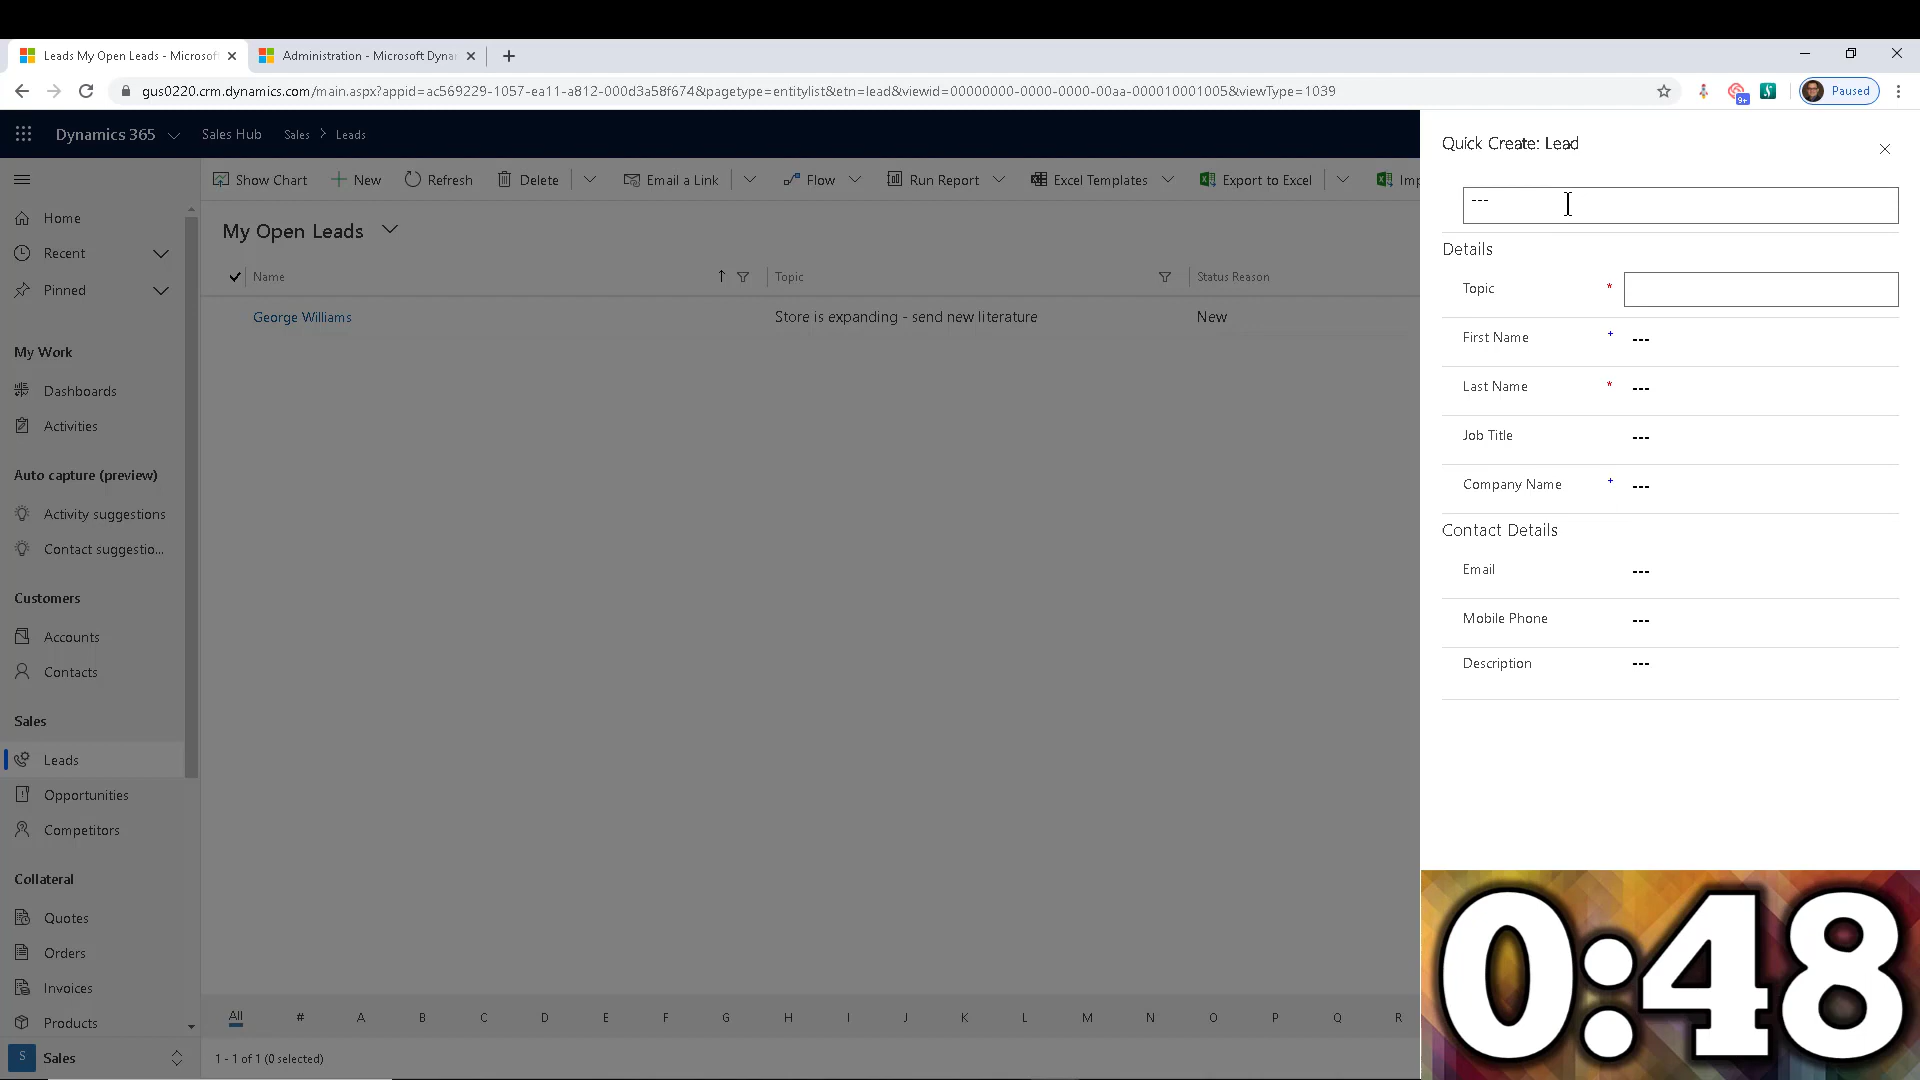 Leads My Open Leads - Microsof
Administration - Microsoft Dynar
gus0220.crm.dynamics.com/main.aspx?appid=ac569229-1057-ea11-a812-000d3a58f674&pagetype=entitylist&etn=lead&viewid=00000000-0000-0000-00aa-000010001005&viewType=1039
9+
Paused
Dynamics 365
Sales Hub
Sales > Leads
Show Chart
New
Refresh
Delete
Email a Link
Flow
Run Report
Excel Templates
Export to Excel
Imp
Home
Recent
Pinned
My Work
Dashboards
Activities
Auto capture (preview)
Activity suggestions
Contact suggestio...
Customers
Accounts
Contacts
Sales
Leads
Opportunities
Competitors
Collateral
Quotes
Orders
Invoices
Products
S Sales
My Open Leads
Name
Topic
Status Reason
George Williams
Store is expanding - send new literature
New
All # A B C D E F G H I J K L M N O P Q R
1 - 1 of 1 (0 selected)
Quick Create: Lead
---
Details
Topic *
First Name + ---
Last Name * ---
Job Title ---
Company Name + ---
Contact Details
Email ---
Mobile Phone ---
Description ---
0:48